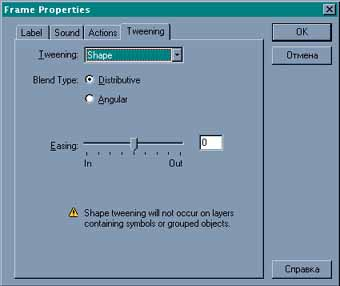 Frame Properties
Label Sound Actions Tweening
OK
Отмена
Tweening: Shape
Blend Type: Distributive
Angular
Easing: 0
In Out
Shape tweening will not occur on layers
containing symbols or grouped objects.
Справка